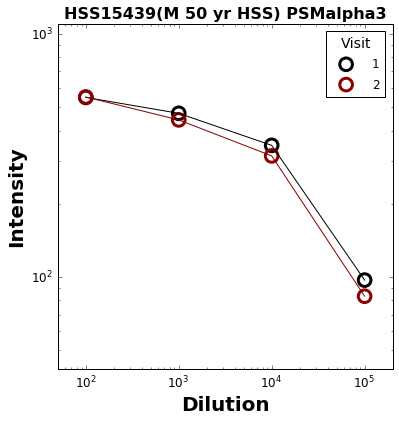 HSS15439(M 50 yr HSS) PSMalpha3
10³
Visit
1
2
Intensity
10²
10² 10³ 10⁴ 10⁵
Dilution